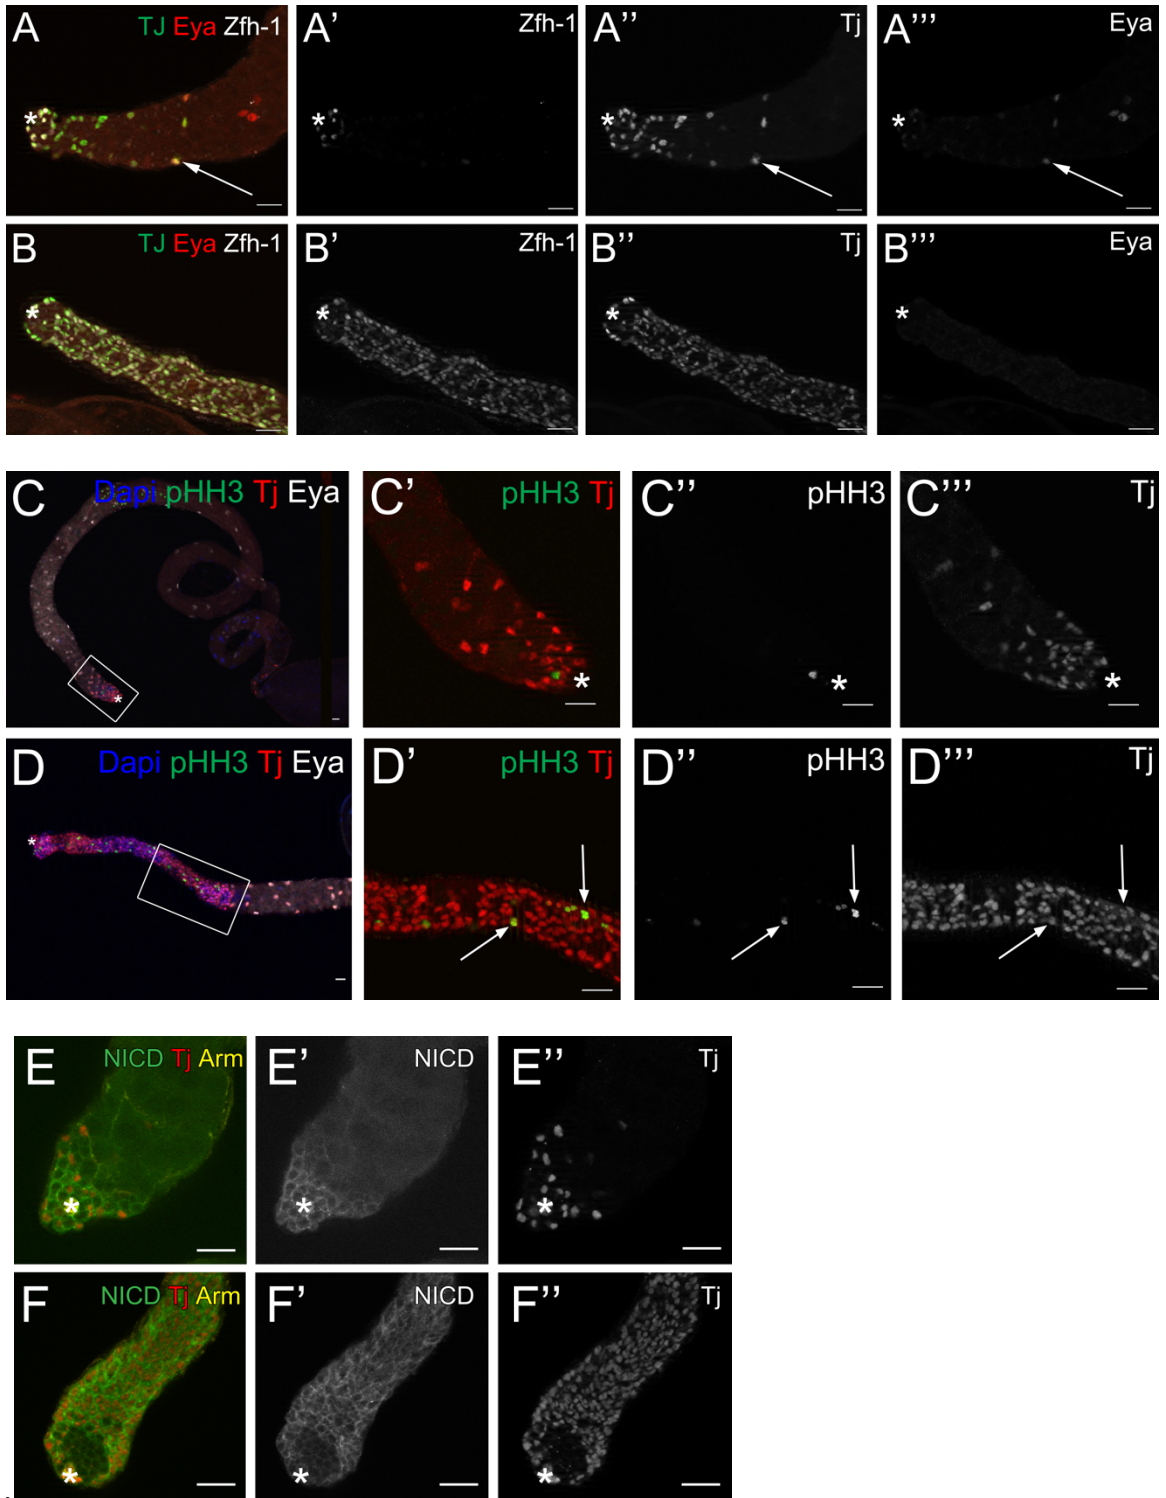 A TJ Eya Zfh-1 A’ Zfh-1 A’’ Tj A’’’ Eya
* * * *
B TJ Eya Zfh-1 B’ Zfh-1 B’’ Tj B’’’ Eya
* * * *
C Dapi pHH3 Tj Eya C’ pHH3 Tj C’’ pHH3 C’’’ Tj
* * * *
D Dapi pHH3 Tj Eya D’ pHH3 Tj D’’ pHH3 D’’’ Tj
*
E NICD Tj Arm E’ NICD E’’ Tj
* * *
F NICD Tj Arm F’ NICD F’’ Tj
* * *